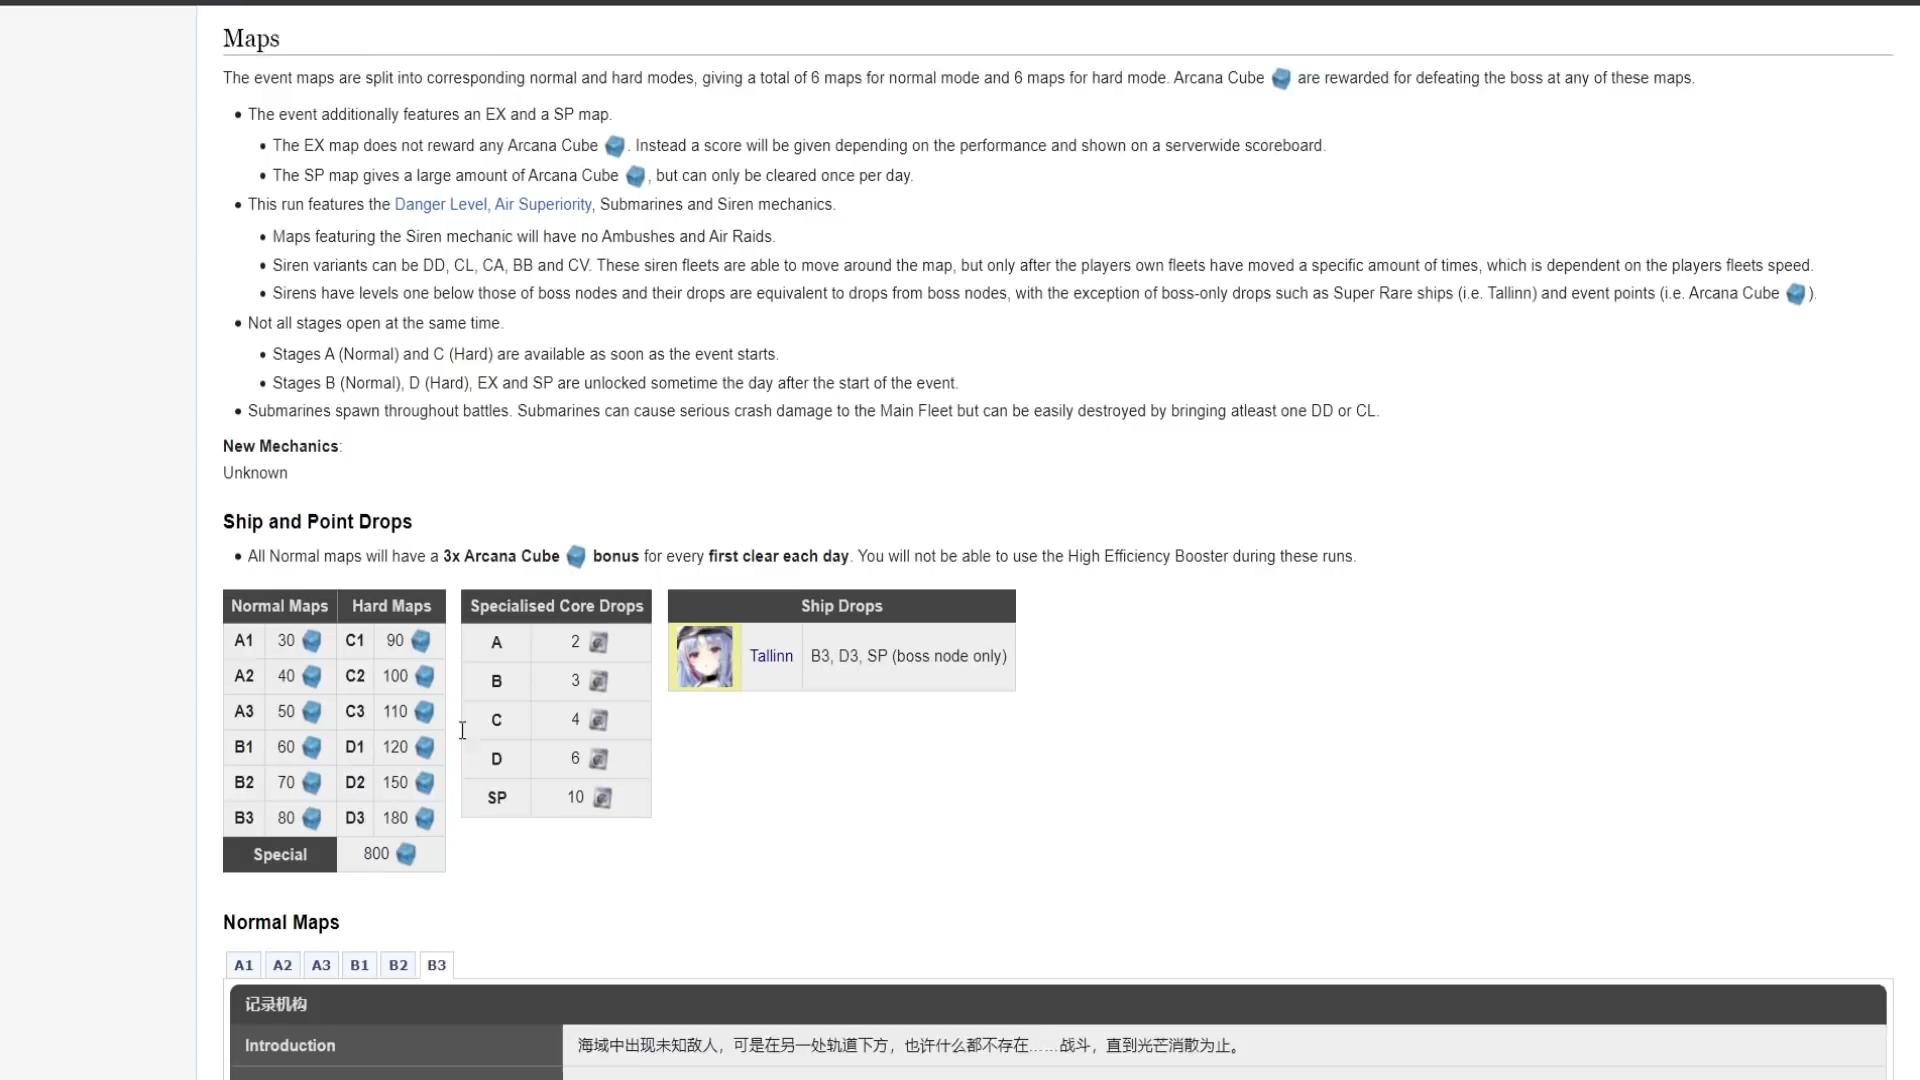 Maps
The event maps are split into corresponding normal and hard modes, giving a total of 6 maps for normal mode and 6 maps for hard mode. Arcana Cube are rewarded for defeating the boss at any of these maps.
The event additionally features an EX and a SP map.
The EX map does not reward any Arcana Cube . Instead a score will be given depending on the performance and shown on a serverwide scoreboard.
The SP map gives a large amount of Arcana Cube , but can only be cleared once per day.
This run features the Danger Level, Air Superiority, Submarines and Siren mechanics.
Maps featuring the Siren mechanic will have no Ambushes and Air Raids.
Siren variants can be DD, CL, CA, BB and CV. These siren fleets are able to move around the map, but only after the players own fleets have moved a specific amount of times, which is dependent on the players fleets speed.
Sirens have levels one below those of boss nodes and their drops are equivalent to drops from boss nodes, with the exception of boss-only drops such as Super Rare ships (i.e. Tallinn) and event points (i.e. Arcana Cube ).
Not all stages open at the same time.
Stages A (Normal) and C (Hard) are available as soon as the event starts.
Stages B (Normal), D (Hard), EX and SP are unlocked sometime the day after the start of the event.
Submarines spawn throughout battles. Submarines can cause serious crash damage to the Main Fleet but can be easily destroyed by bringing atleast one DD or CL.
New Mechanics:
Unknown
Ship and Point Drops
All Normal maps will have a 3x Arcana Cube bonus for every first clear each day. You will not be able to use the High Efficiency Booster during these runs.
Normal Maps Hard Maps
A1 30 C1 90
A2 40 C2 100
A3 50 C3 110
B1 60 D1 120
B2 70 D2 150
B3 80 D3 180
Special 800
Specialised Core Drops
A 2
B 3
C 4
D 6
SP 10
Ship Drops
Tallinn B3, D3, SP (boss node only)
Normal Maps
A1 A2 A3 B1 B2 B3
记录机构
Introduction 海域中出现未知敌人，可是在另一处轨道下方，也许什么都不存在……战斗，直到光芒消散为止。